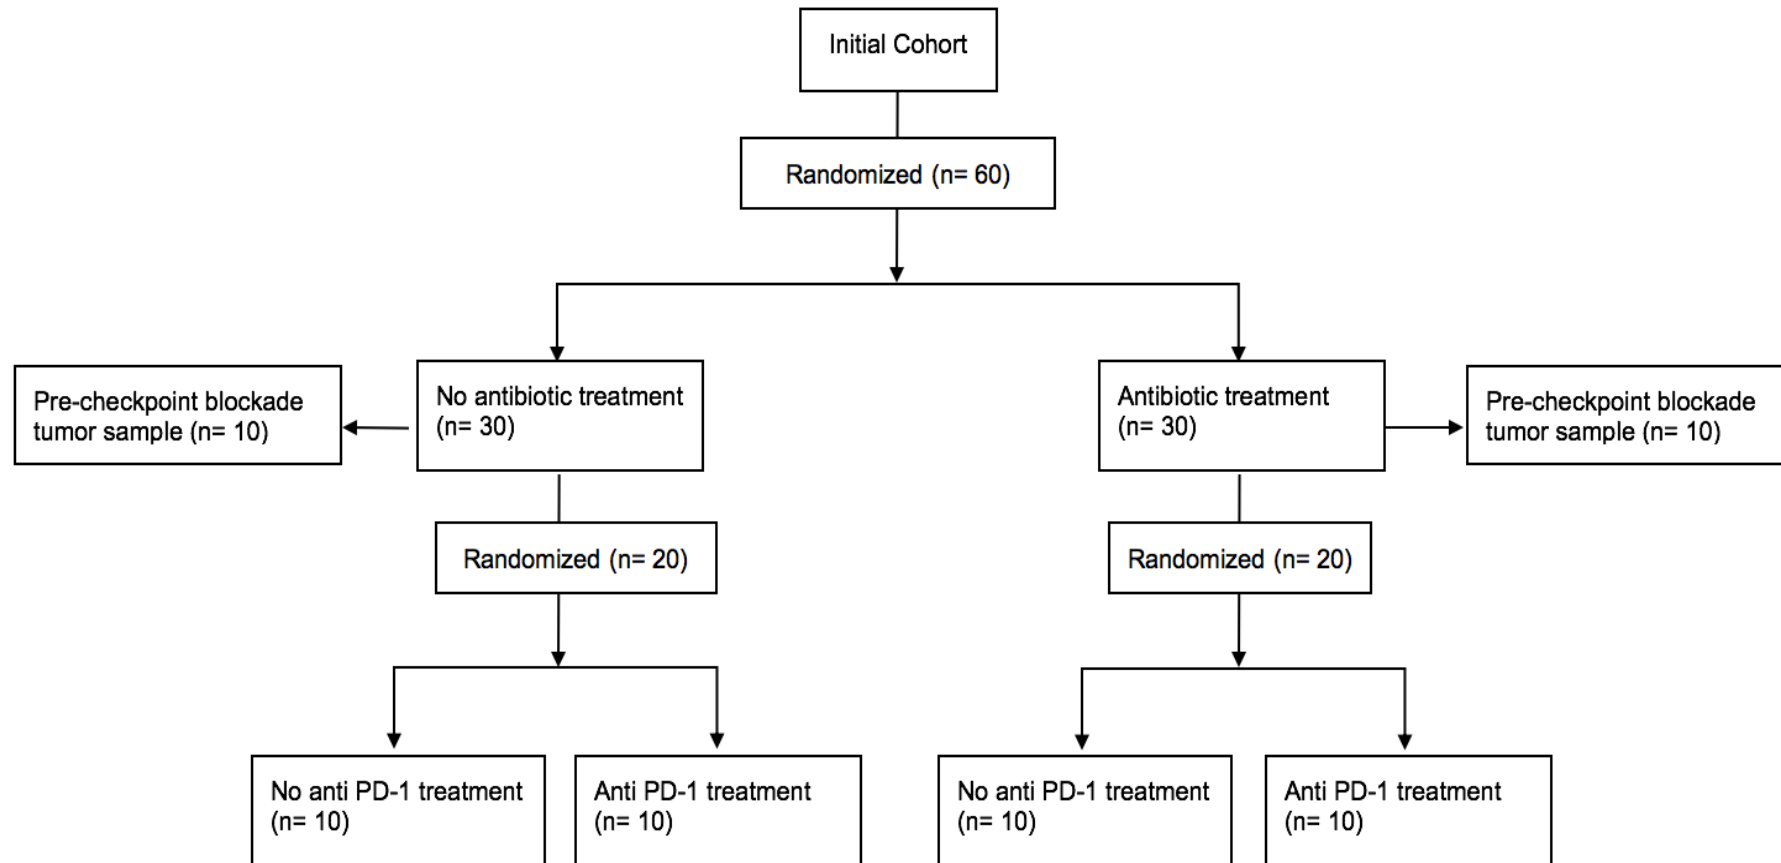 Initial Cohort
Randomized (n= 60)
No antibiotic treatment
(n= 30)
Antibiotic treatment
(n= 30)
Pre-checkpoint blockade
tumor sample (n= 10)
Pre-checkpoint blockade
tumor sample (n= 10)
Randomized (n= 20)
Randomized (n= 20)
No anti PD-1 treatment
(n= 10)
Anti PD-1 treatment
(n= 10)
No anti PD-1 treatment
(n= 10)
Anti PD-1 treatment
(n= 10)